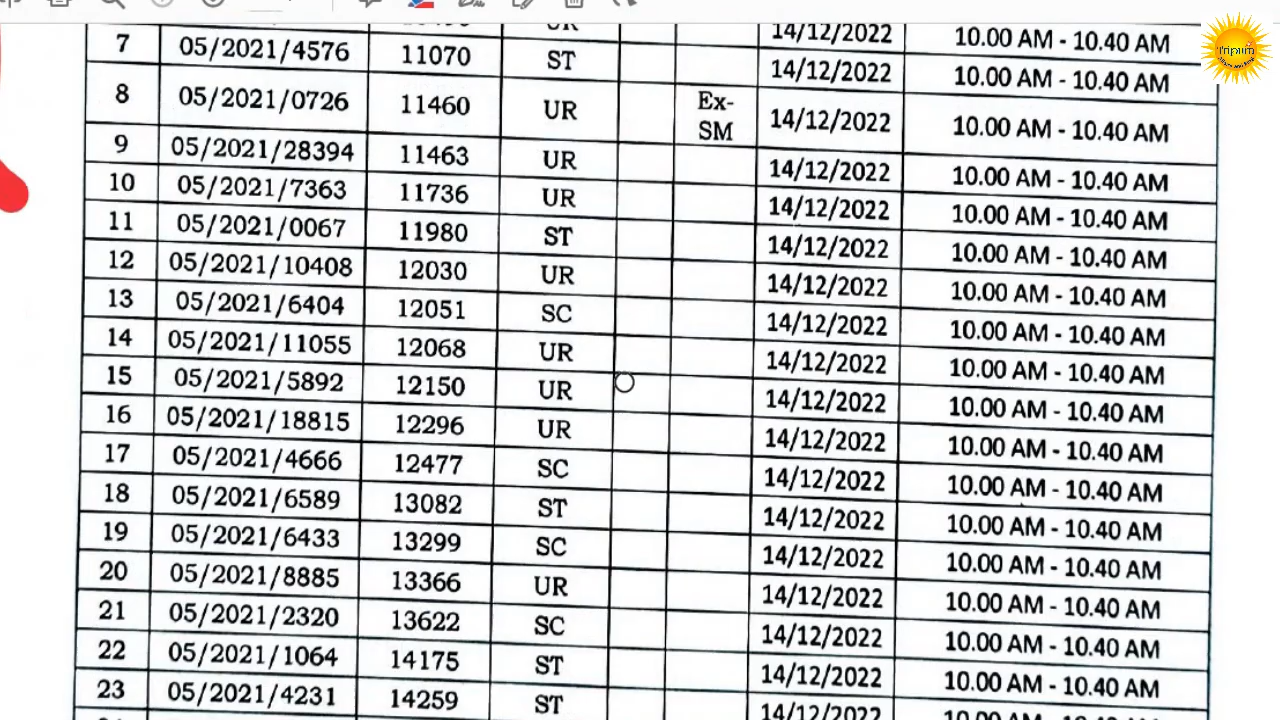 UR 14/12/2022 10.00 AM - 10.40 AM
7 05/2021/4576 11070 ST 14/12/2022 10.00 AM - 10.40 AM
8 05/2021/0726 11460 UR Ex-SM 14/12/2022 10.00 AM - 10.40 AM
9 05/2021/28394 11463 UR 14/12/2022 10.00 AM - 10.40 AM
10 05/2021/7363 11736 UR 14/12/2022 10.00 AM - 10.40 AM
11 05/2021/0067 11980 ST 14/12/2022 10.00 AM - 10.40 AM
12 05/2021/10408 12030 UR 14/12/2022 10.00 AM - 10.40 AM
13 05/2021/6404 12051 SC 14/12/2022 10.00 AM - 10.40 AM
14 05/2021/11055 12068 UR 14/12/2022 10.00 AM - 10.40 AM
15 05/2021/5892 12150 UR 14/12/2022 10.00 AM - 10.40 AM
16 05/2021/18815 12296 UR 14/12/2022 10.00 AM - 10.40 AM
17 05/2021/4666 12477 SC 14/12/2022 10.00 AM - 10.40 AM
18 05/2021/6589 13082 ST 14/12/2022 10.00 AM - 10.40 AM
19 05/2021/6433 13299 SC 14/12/2022 10.00 AM - 10.40 AM
20 05/2021/8885 13366 UR 14/12/2022 10.00 AM - 10.40 AM
21 05/2021/2320 13622 SC 14/12/2022 10.00 AM - 10.40 AM
22 05/2021/1064 14175 ST 14/12/2022 10.00 AM - 10.40 AM
23 05/2021/4231 14259 ST 14/12/2022 10.00 AM - 10.40 AM